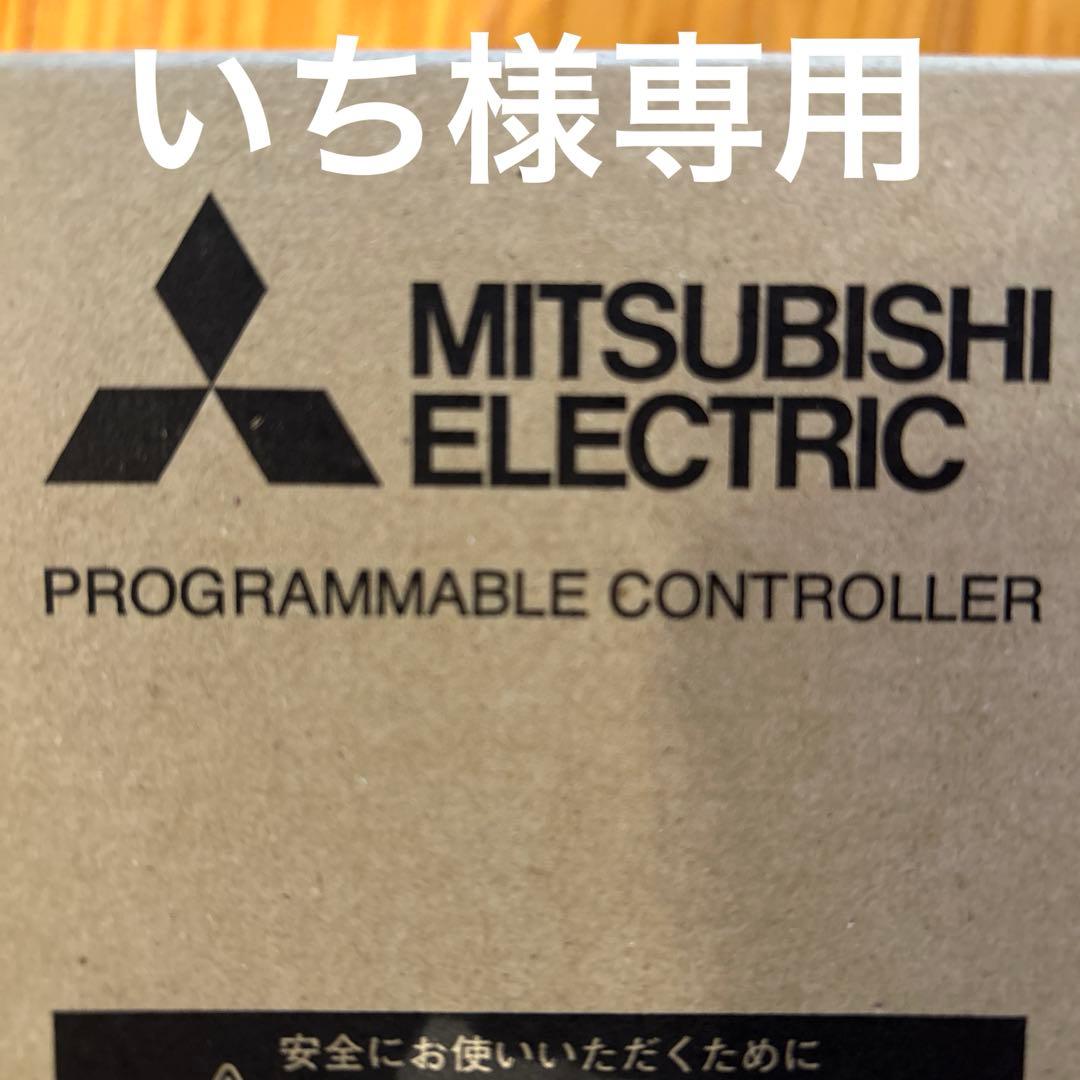 いち様専用
MITSUBISHI
ELECTRIC
PROGRAMMABLE CONTROLLER
安全にお使いいただくために